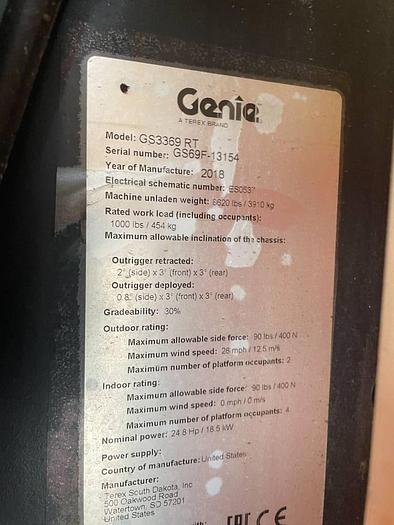 Genie
A TEREX BRAND
Model: GS3369 RT
Serial number: GS69F-13154
Year of Manufacture: 2018
Electrical schematic number: ES0537
Machine unladen weight: 8620 lbs / 3910 kg
Rated work load (including occupants):
1000 lbs / 454 kg
Maximum allowable inclination of the chassis:
Outrigger retracted:
2° (side) x 3° (front) x 3° (rear)
Outrigger deployed:
0.8° (side) x 3° (front) x 3° (rear)
Gradeability: 30%
Outdoor rating:
Maximum allowable side force: 90 lbs / 400 N
Maximum wind speed: 28 mph / 12.5 m/s
Maximum number of platform occupants: 2
Indoor rating:
Maximum allowable side force: 90 lbs / 400 N
Maximum wind speed: 0 mph / 0 m/s
Maximum number of platform occupants: 4
Nominal power: 24.8 Hp / 18.5 kW
Power supply:
Country of manufacture: United States
Manufacturer:
Terex South Dakota, Inc
500 Oakwood Road
Watertown, SD 57201
United States
with: EAC CE